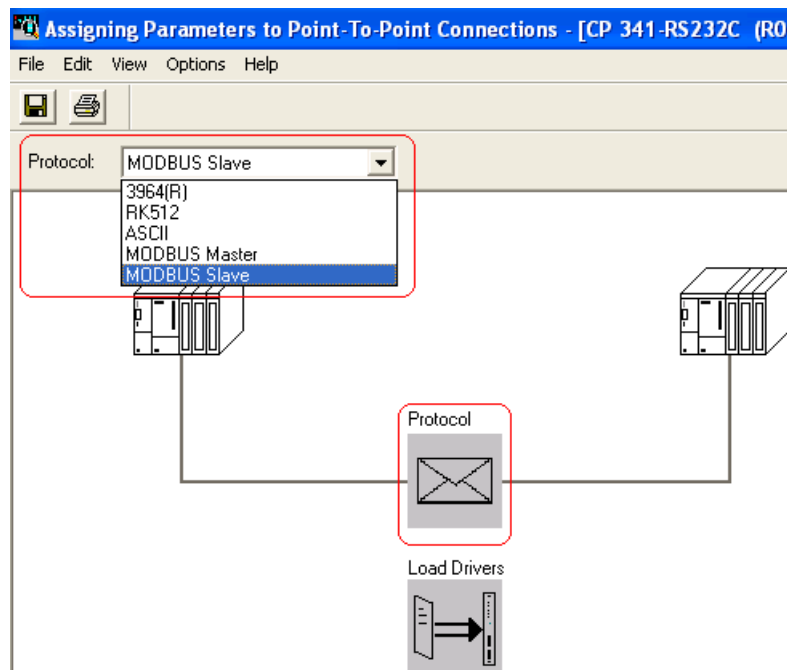 Assigning Parameters to Point-To-Point Connections - [CP 341-RS232C (R0
File Edit View Options Help
Protocol: MODBUS Slave
3964(R)
RK512
ASCII
MODBUS Master
MODBUS Slave
Protocol
Load Drivers